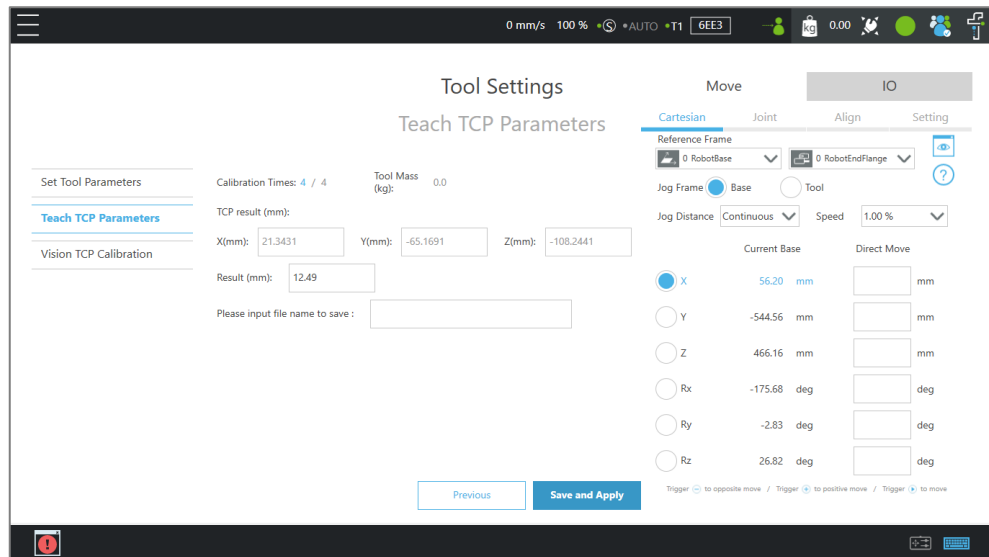 0 mm/s 100 % S AUTO T1 6EE3 kg 0.00
Tool Settings
Teach TCP Parameters
Set Tool Parameters
Teach TCP Parameters
Vision TCP Calibration
Calibration Times: 4 / 4
Tool Mass
(kg): 0.0
TCP result (mm):
X(mm): 21.3431 Y(mm): -65.1691 Z(mm): -108.2441
Result (mm): 12.49
Please input file name to save :
Previous Save and Apply
Move IO
Cartesian Joint Align Setting
Reference Frame
0 RobotBase 0 RobotEndFlange
?
Jog Frame Base Tool
Jog Distance Continuous Speed 1.00 %
Current Base Direct Move
X 56.20 mm mm
Y -544.56 mm mm
Z 466.16 mm mm
Rx -175.68 deg deg
Ry -2.83 deg deg
Rz 26.82 deg deg
Trigger − to opposite move / Trigger + to positive move / Trigger to move
!